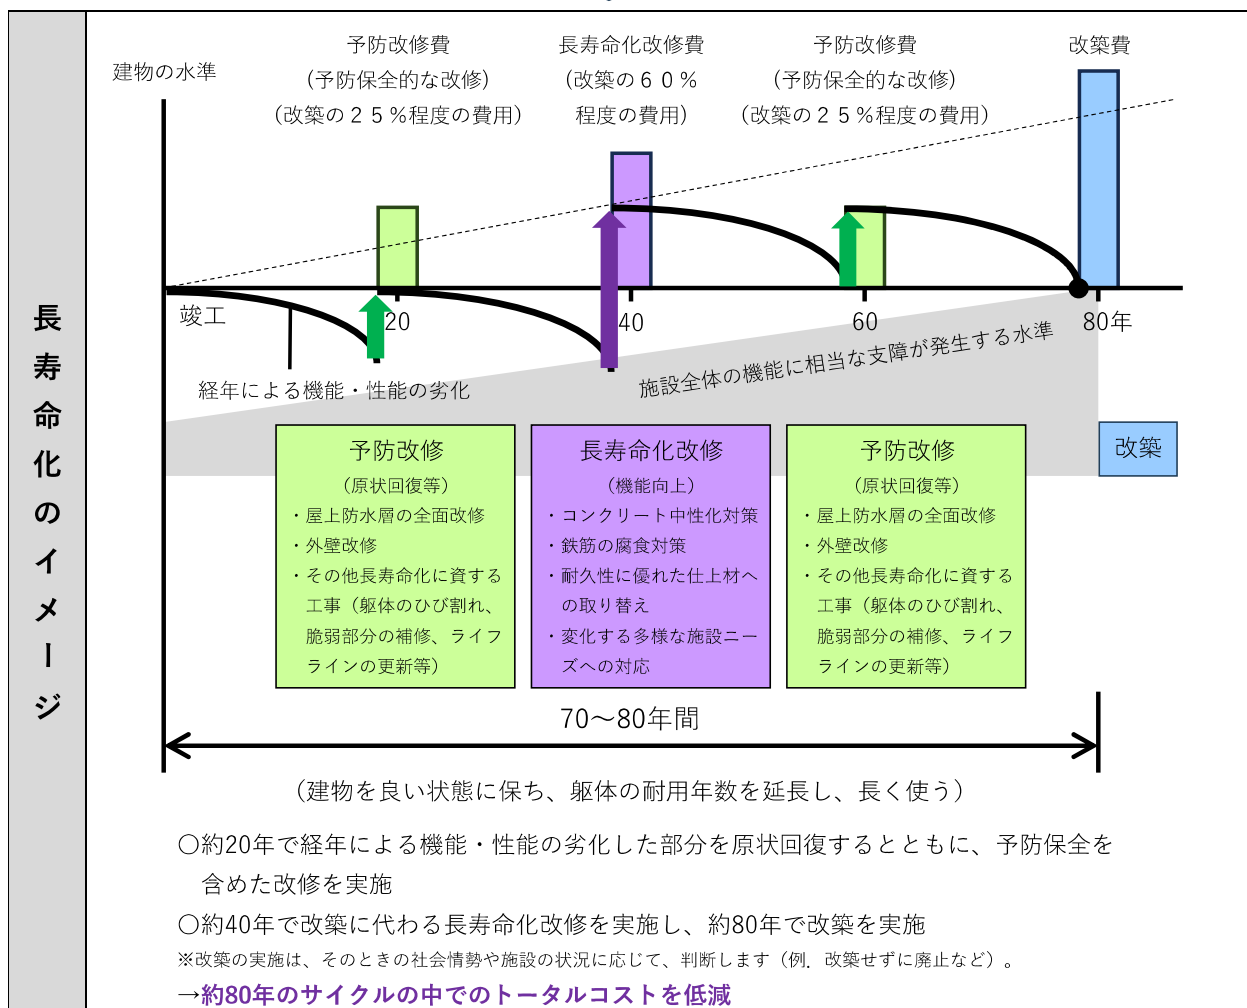 長寿命化のイメージ
建物の水準
予防改修費
(予防保全的な改修)
(改築の２５%程度の費用)
長寿命化改修費
(改築の６０%
程度の費用)
予防改修費
(予防保全的な改修)
(改築の２５%程度の費用)
改築費
竣工
20
40
60
80年
経年による機能・性能の劣化
施設全体の機能に相当な支障が発生する水準
予防改修
（原状回復等）
・屋上防水層の全面改修
・外壁改修
・その他長寿命化に資する
工事（躯体のひび割れ、
脆弱部分の補修、ライフ
ラインの更新等）
長寿命化改修
（機能向上）
・コンクリート中性化対策
・鉄筋の腐食対策
・耐久性に優れた仕上材へ
の取り替え
・変化する多様な施設ニー
ズへの対応
予防改修
（原状回復等）
・屋上防水層の全面改修
・外壁改修
・その他長寿命化に資する
工事（躯体のひび割れ、
脆弱部分の補修、ライフ
ラインの更新等）
改築
70～80年間
（建物を良い状態に保ち、躯体の耐用年数を延長し、長く使う）
○約20年で経年による機能・性能の劣化した部分を原状回復するとともに、予防保全を
含めた改修を実施
○約40年で改築に代わる長寿命化改修を実施し、約80年で改築を実施
※改築の実施は、そのときの社会情勢や施設の状況に応じて、判断します（例．改築せずに廃止など）。
→約80年のサイクルの中でのトータルコストを低減